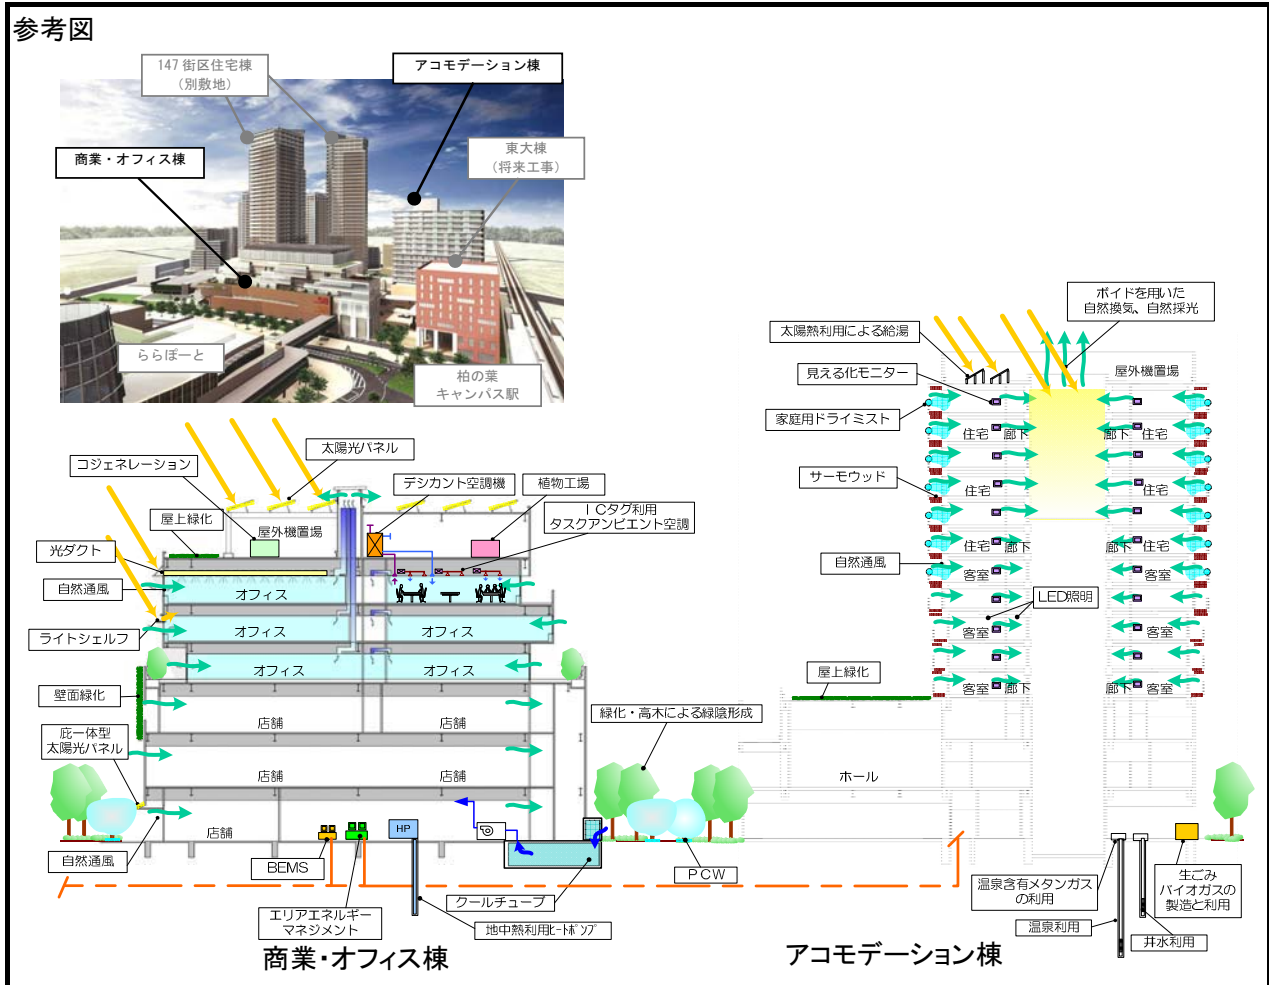 参考図
147 街区住宅棟
（別敷地）
アコモデーション棟
東大棟
（将来工事）
商業・オフィス棟
ららぽーと
柏の葉
キャンパス駅
ボイドを用いた
自然換気、自然採光
太陽熱利用による給湯
見える化モニター
屋外機置場
家庭用ドライミスト
住宅
廊下
廊下
住宅
サーモウッド
住宅
住宅
住宅
廊下
廊下
住宅
自然通風
客室
客室
LED照明
客室
客室
屋上緑化
客室
廊下
廊下
客室
ホール
太陽光パネル
コジェネレーション
デシカント空調機
植物工場
ＩＣタグ利用
タスクアンビエント空調
屋上緑化
屋外機置場
光ダクト
自然通風
オフィス
ライトシェルフ
オフィス
オフィス
オフィス
オフィス
壁面緑化
店舗
庇一体型
太陽光パネル
緑化・高木による緑陰形成
店舗
店舗
店舗
HP
自然通風
BEMS
PCW
エリアエネルギー
マネジメント
クールチューブ
地中熱利用ﾋｰﾄﾎﾟﾝﾌﾟ
温泉含有メタンガス
の利用
生ごみ
バイオガスの
製造と利用
温泉利用
井水利用
商業・オフィス棟
アコモデーション棟